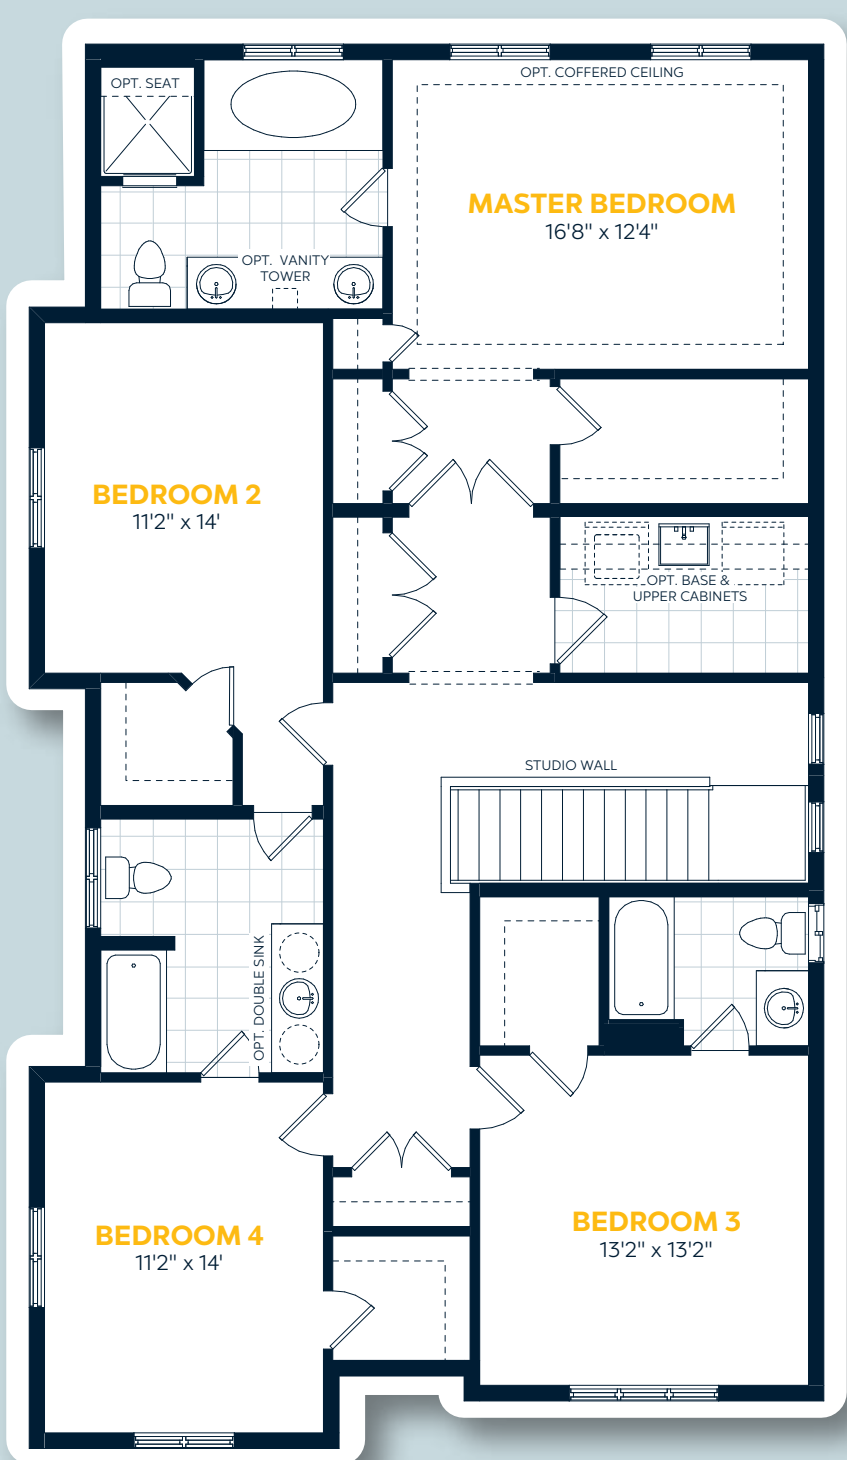 OPT. SEAT
OPT. COFFERED CEILING
MASTER BEDROOM
16'8" x 12'4"
OPT. VANITY
TOWER
BEDROOM 2
11'2" x 14'
OPT. BASE &
UPPER CABINETS
STUDIO WALL
OPT. DOUBLE SINK
BEDROOM 4
11'2" x 14'
BEDROOM 3
13'2" x 13'2"